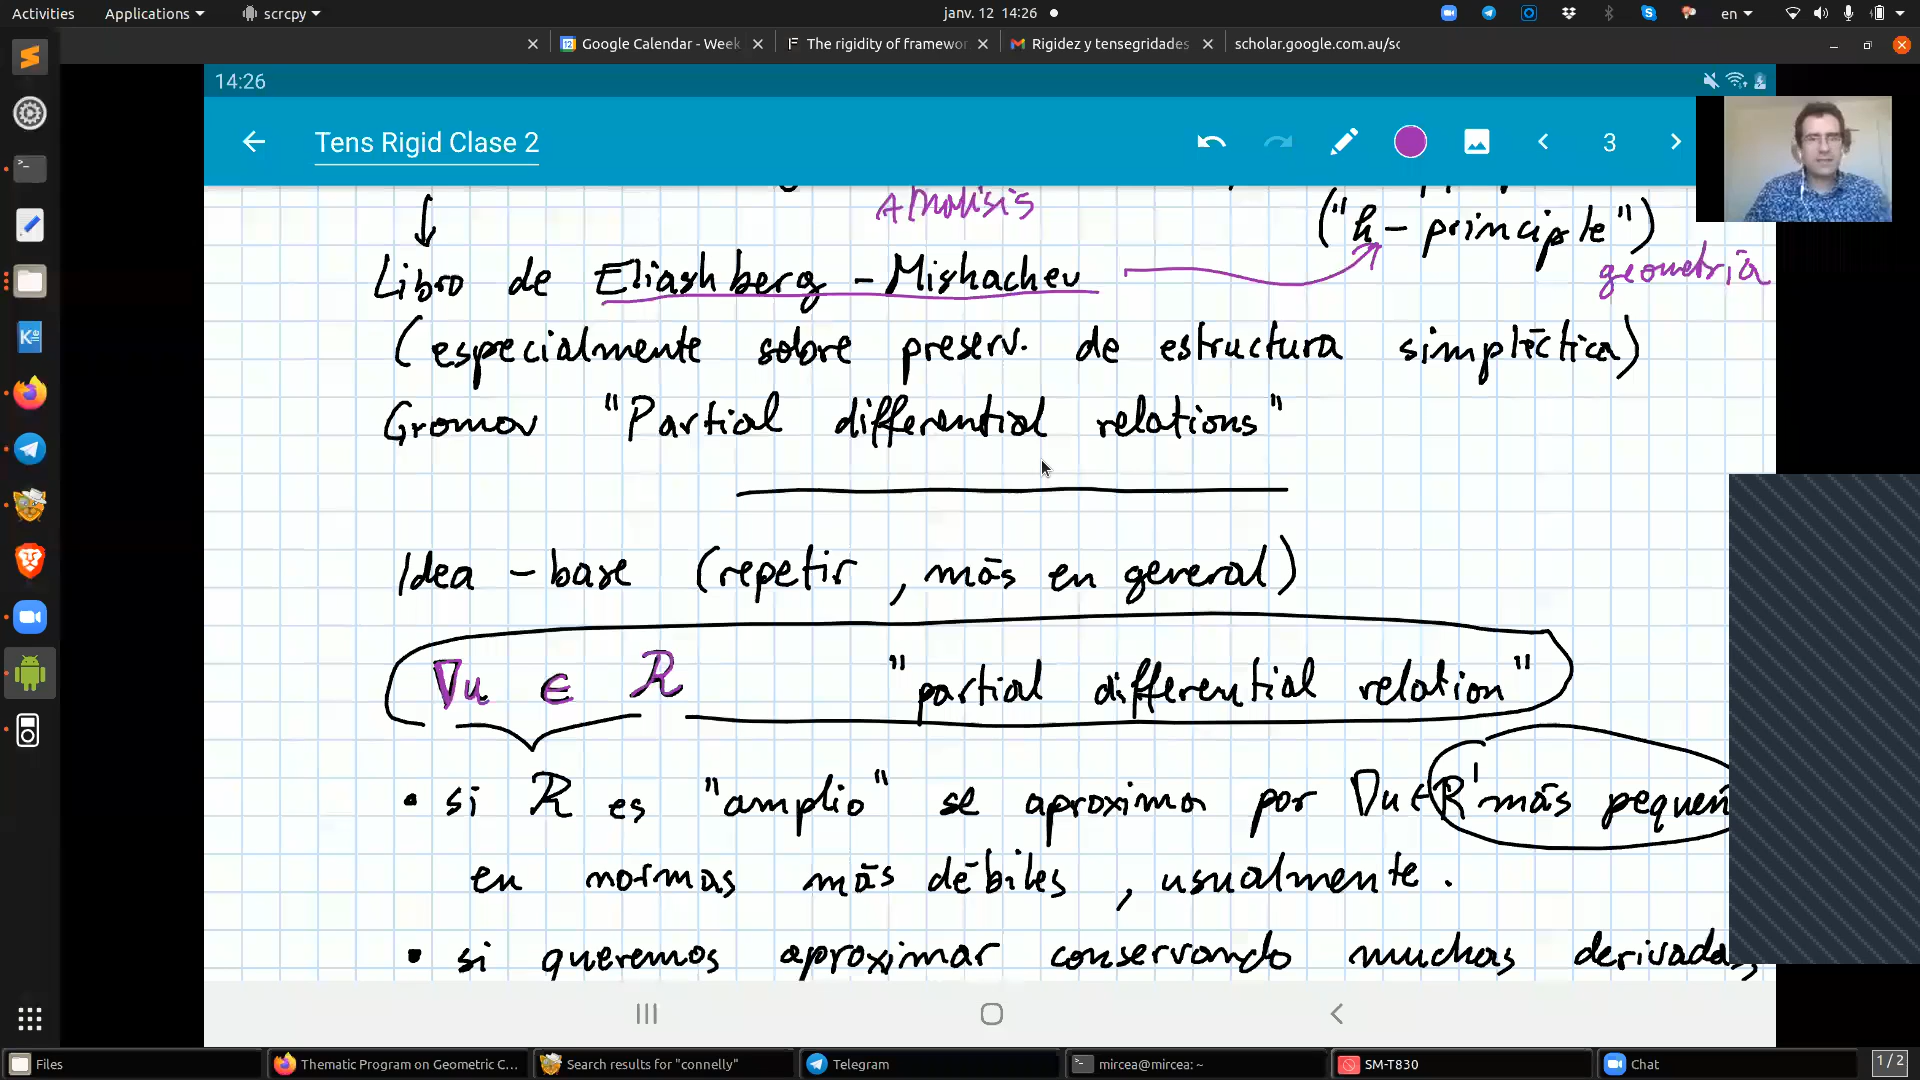 Activities Applications scrcpy janv. 12 14:26 en
Google Calendar - Week The rigidity of framewor Rigidez y tensegridades scholar.google.com.au/sc
14:26
Tens Rigid Clase 2 3
Análisis
("h-principle")
geometría
Libro de Eliashberg - Mishachev
(especialmente sobre preserv. de estructura simpléctica)
Gromov "Partial differential relations"
Idea-base (repetir, más en general)
∇u ∈ R "partial differential relation"
• si R es "amplio" se aproxima por ∇u∈R' más pequeñ
en normas más débiles, usualmente.
• si queremos aproximar conservando muchas derivadas
Files Thematic Program on Geometric C... Search results for "connelly" Telegram mircea@mircea: ~ SM-T830 Chat 1 / 2